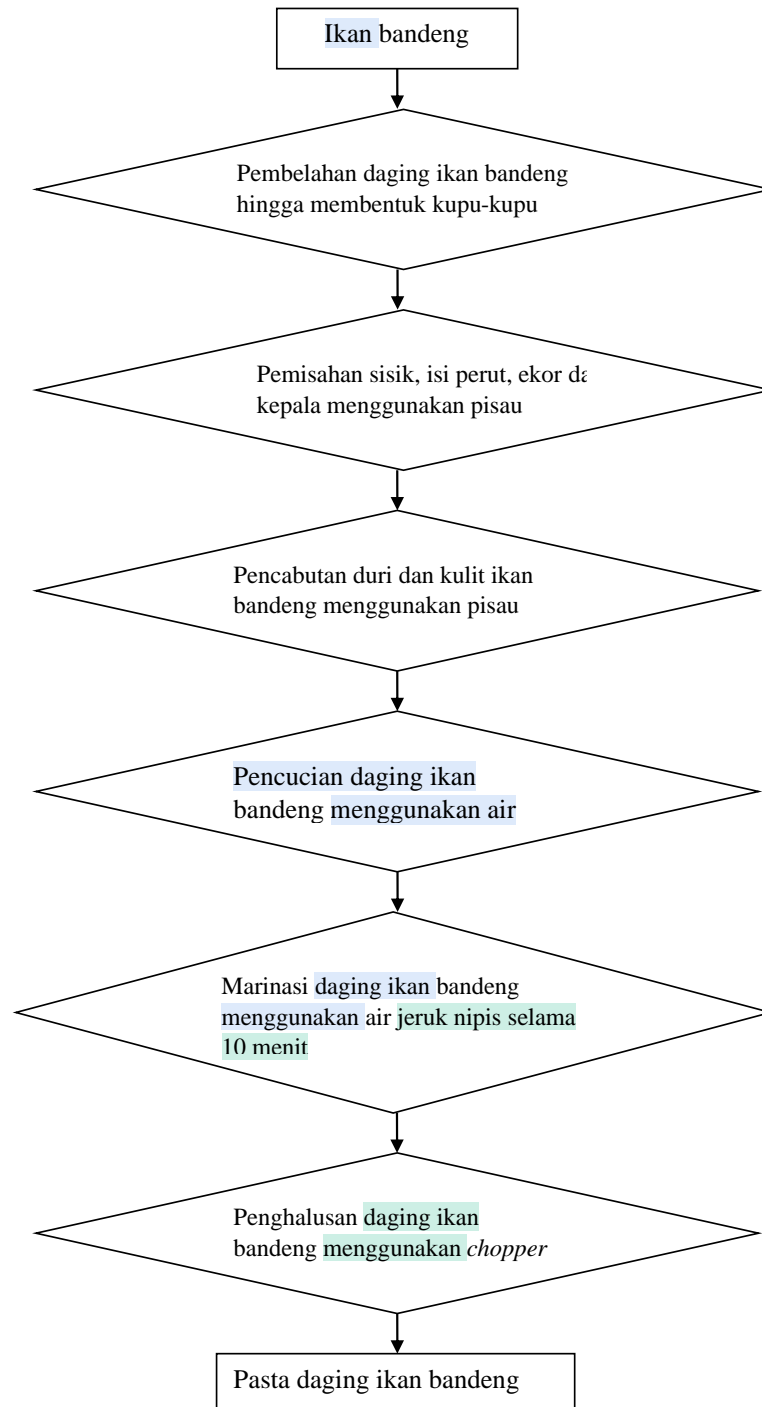 Ikan bandeng
Pembelahan daging ikan bandeng
hingga membentuk kupu-kupu
Pemisahan sisik, isi perut, ekor da
kepala menggunakan pisau
Pencabutan duri dan kulit ikan
bandeng menggunakan pisau
Pencucian daging ikan
bandeng menggunakan air
Marinasi daging ikan bandeng
menggunakan air jeruk nipis selama
10 menit
Penghalusan daging ikan
bandeng menggunakan chopper
Pasta daging ikan bandeng